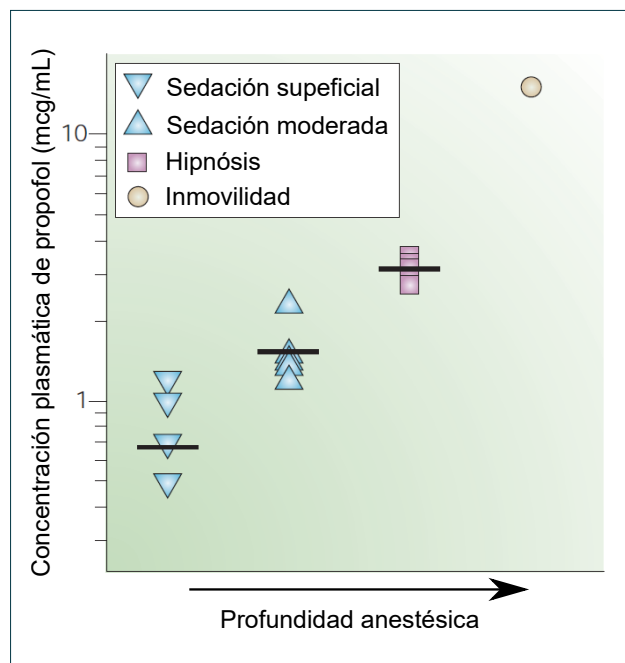 Concentración plasmática de propofol (mcg/mL)
Sedación supeficial
Sedación moderada
Hipnósis
Inmovilidad
10
1
Profundidad anestésica